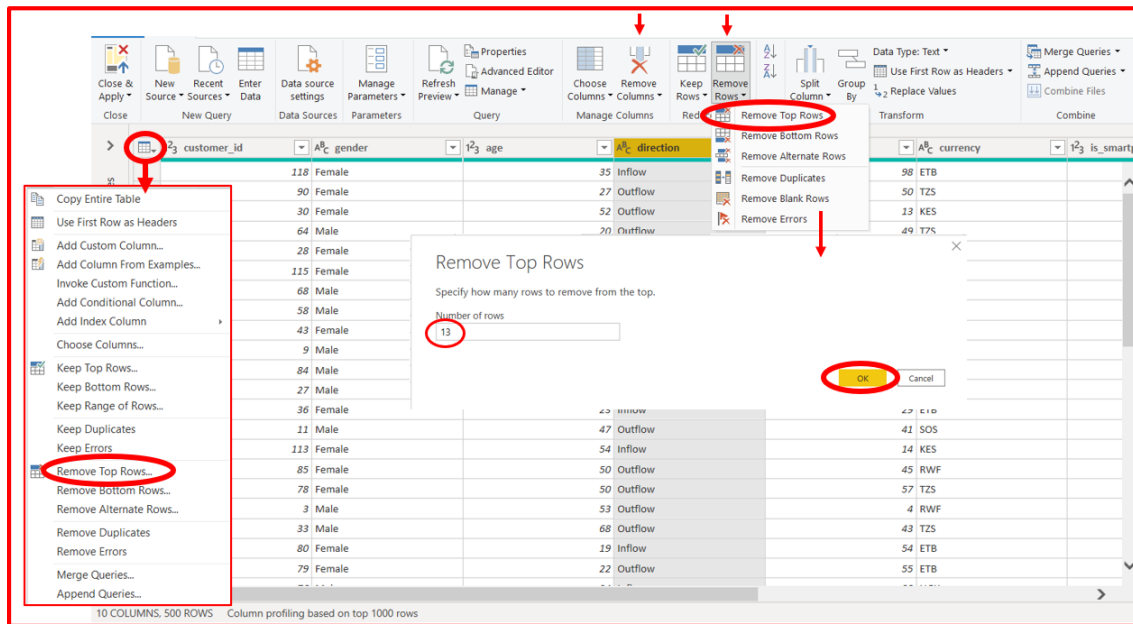 Close & Apply
New Source
Recent Sources
Enter Data
Data source settings
Manage Parameters
Refresh Preview
Properties
Advanced Editor
Manage
Choose Columns
Remove Columns
Keep Rows
Remove Rows
Split Column
Group By
Data Type: Text
Use First Row as Headers
Replace Values
Merge Queries
Append Queries
Combine Files
Close
New Query
Data Sources
Parameters
Query
Manage Columns
Transform
Combine
Remove Top Rows
Remove Bottom Rows
Remove Alternate Rows
Remove Duplicates
Remove Blank Rows
Remove Errors
customer_id
ABC gender
123 age
ABC direction
ABC currency
118 Female 35 Inflow 98 ETB
90 Female 27 Outflow 50 TZS
30 Female 52 Outflow 13 KES
64 Male 20 Outflow 49 TZS
28 Female
115 Female
68 Male
58 Male
43 Female
9 Male
84 Male
27 Male
36 Female 23 Inflow 29 ETB
11 Male 47 Outflow 41 SOS
113 Female 54 Inflow 14 KES
85 Female 50 Outflow 45 RWF
78 Female 50 Outflow 57 TZS
3 Male 53 Outflow 4 RWF
33 Male 68 Outflow 43 TZS
80 Female 19 Inflow 54 ETB
79 Female 22 Outflow 55 ETB
Copy Entire Table
Use First Row as Headers
Add Custom Column...
Add Column From Examples...
Invoke Custom Function...
Add Conditional Column...
Add Index Column
Choose Columns...
Keep Top Rows...
Keep Bottom Rows...
Keep Range of Rows...
Keep Duplicates
Keep Errors
Remove Top Rows...
Remove Bottom Rows...
Remove Alternate Rows...
Remove Duplicates
Remove Errors
Merge Queries...
Append Queries...
Remove Top Rows
Specify how many rows to remove from the top.
Number of rows
13
OK
Cancel
10 COLUMNS, 500 ROWS Column profiling based on top 1000 rows